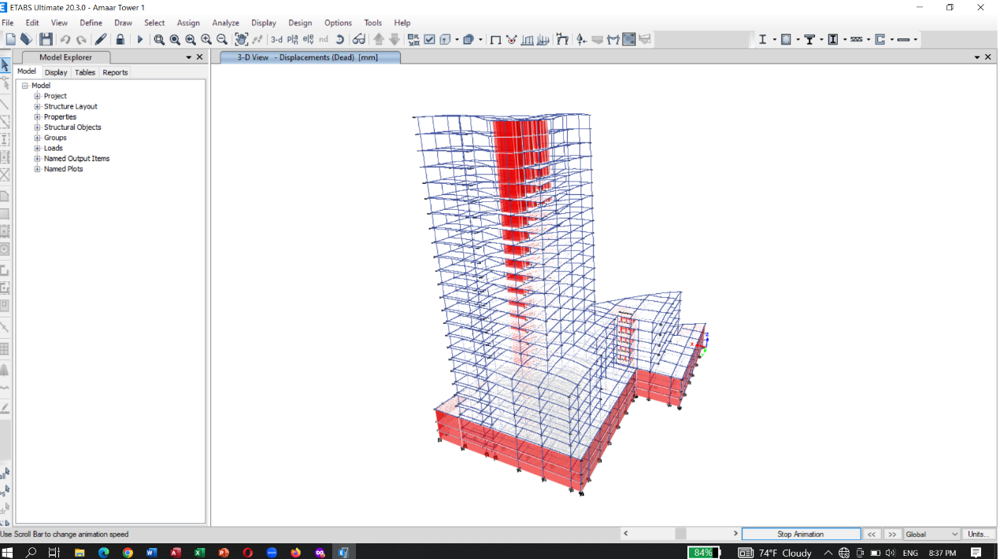 ETABS Ultimate 20.3.0 - Amaar Tower 1
File Edit View Define Draw Select Assign Analyze Display Design Options Tools Help
3-d nd
Model Explorer
3-D View - Displacements (Dead) [mm]
Model Display Tables Reports
Model
Project
Structure Layout
Properties
Structural Objects
Groups
Loads
Named Output Items
Named Plots
X Z
Use Scroll Bar to change animation speed
< > Stop Animation << >> Global Units...
84% 74°F Cloudy ENG 8:37 PM